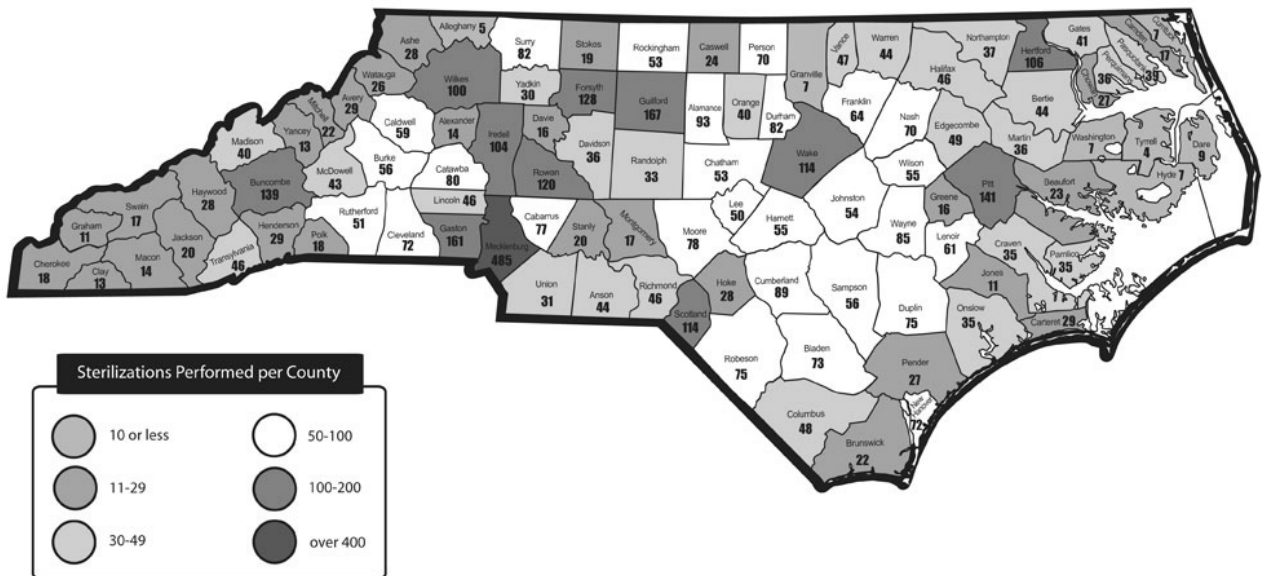 Alleghany 5
Ashe
28
Surry
82
Stokes
19
Rockingham
53
Caswell
24
Person
70
Granville
7
Vance
47
Warren
44
Northampton
37
Hertford
106
Gates
41
Camden
7
Currituck
17
Pasquotank
39
Perquimans
36
Chowan
27
Watauga
26
Wilkes
100
Yadkin
30
Forsyth
128
Guilford
167
Alamance
93
Orange
40
Durham
82
Franklin
64
Halifax
46
Bertie
44
Mitchell
22
Avery
29
Caldwell
59
Alexander
14
Iredell
104
Davie
16
Davidson
36
Randolph
33
Chatham
53
Wake
114
Nash
70
Edgecombe
49
Martin
36
Washington
7
Tyrrell
4
Dare
9
Madison
40
Yancey
13
McDowell
43
Burke
56
Catawba
80
Rowan
120
Wilson
55
Pitt
141
Beaufort
23
Hyde 7
Buncombe
139
Haywood
28
Swain
17
Graham
11
Cherokee
18
Clay
13
Macon
14
Jackson
20
Transylvania
46
Henderson
29
Polk
18
Rutherford
51
Cleveland
72
Lincoln 46
Gaston
161
Mecklenburg
485
Cabarrus
77
Stanly
20
Montgomery
17
Moore
78
Lee
50
Harnett
55
Johnston
54
Wayne
85
Greene
16
Lenoir
61
Craven
35
Pamlico
35
Jones
11
Carteret 29
Onslow
35
Union
31
Anson
44
Richmond
46
Scotland
114
Hoke
28
Cumberland
89
Sampson
56
Duplin
75
Robeson
75
Bladen
73
Pender
27
New Hanover
72
Columbus
48
Brunswick
22
Sterilizations Performed per County
10 or less
50-100
11-29
100-200
30-49
over 400